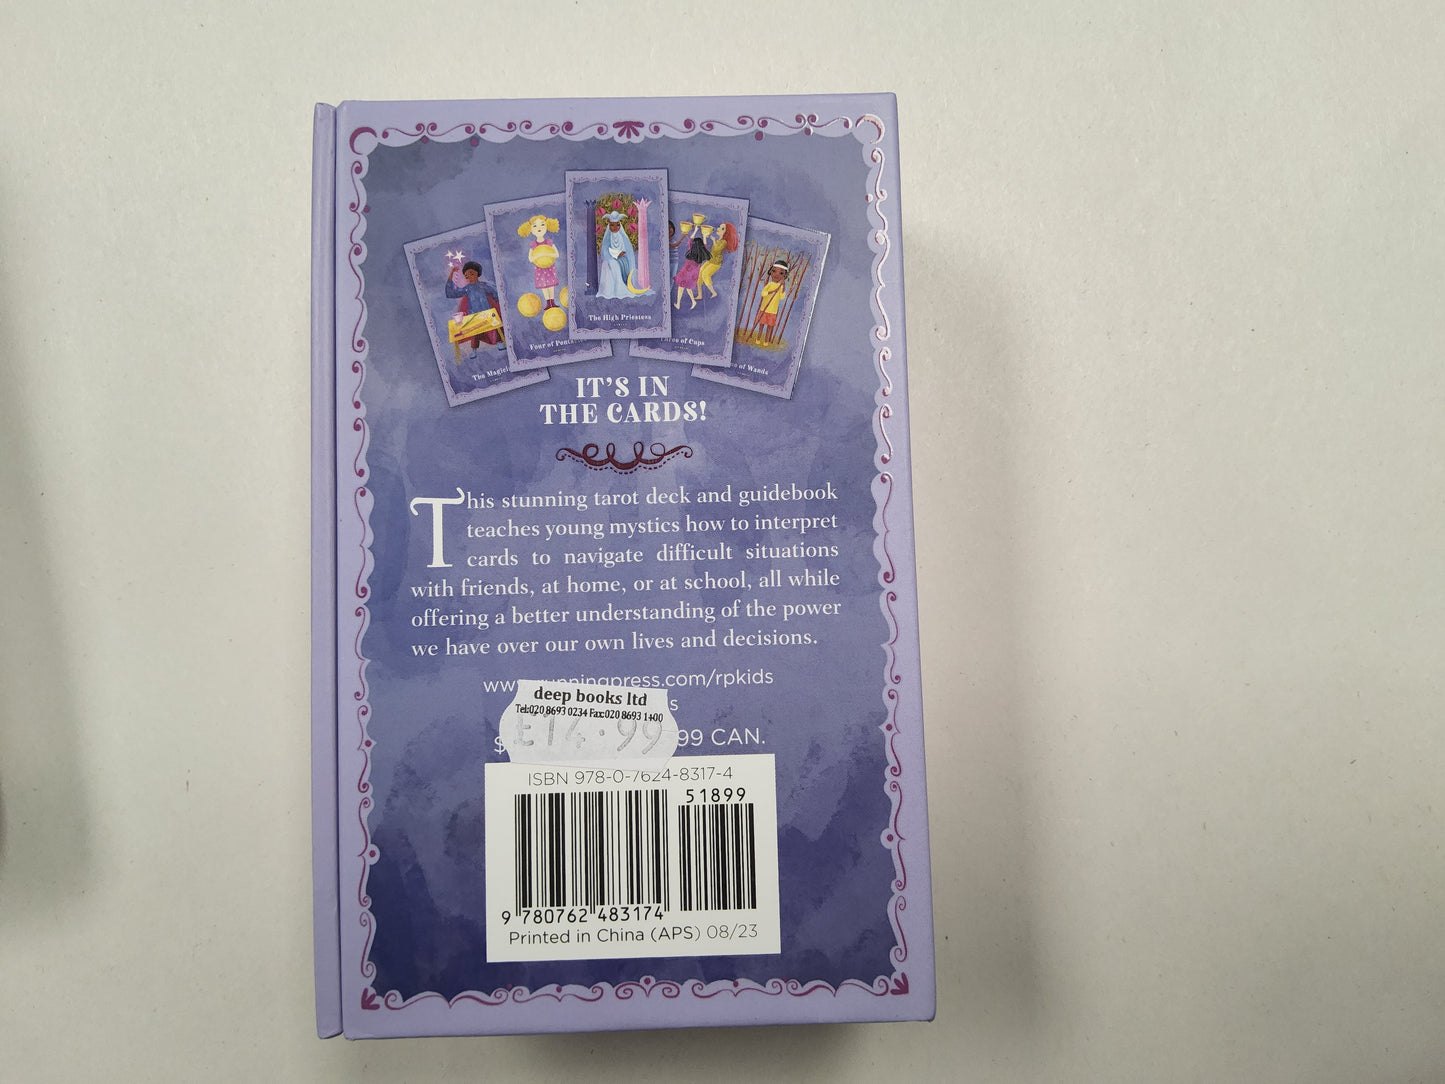 The High Priestess
Four of
of Cups
The
of Wands
IT'S IN
THE CARDS!
This stunning tarot deck and guidebook
teaches young mystics how to interpret
cards to navigate difficult situations
with friends, at home, or at school, all while
offering a better understanding of the power
we have over our own lives and decisions.
runningpress.com/rpkids
deep books ltd
Tel:020 8693 0234 Fax:020 8693 1400
£14.99
$ 99 CAN.
ISBN 978-0-7624-8317-4
51899
9 780762 483174
Printed in China (APS) 08/23